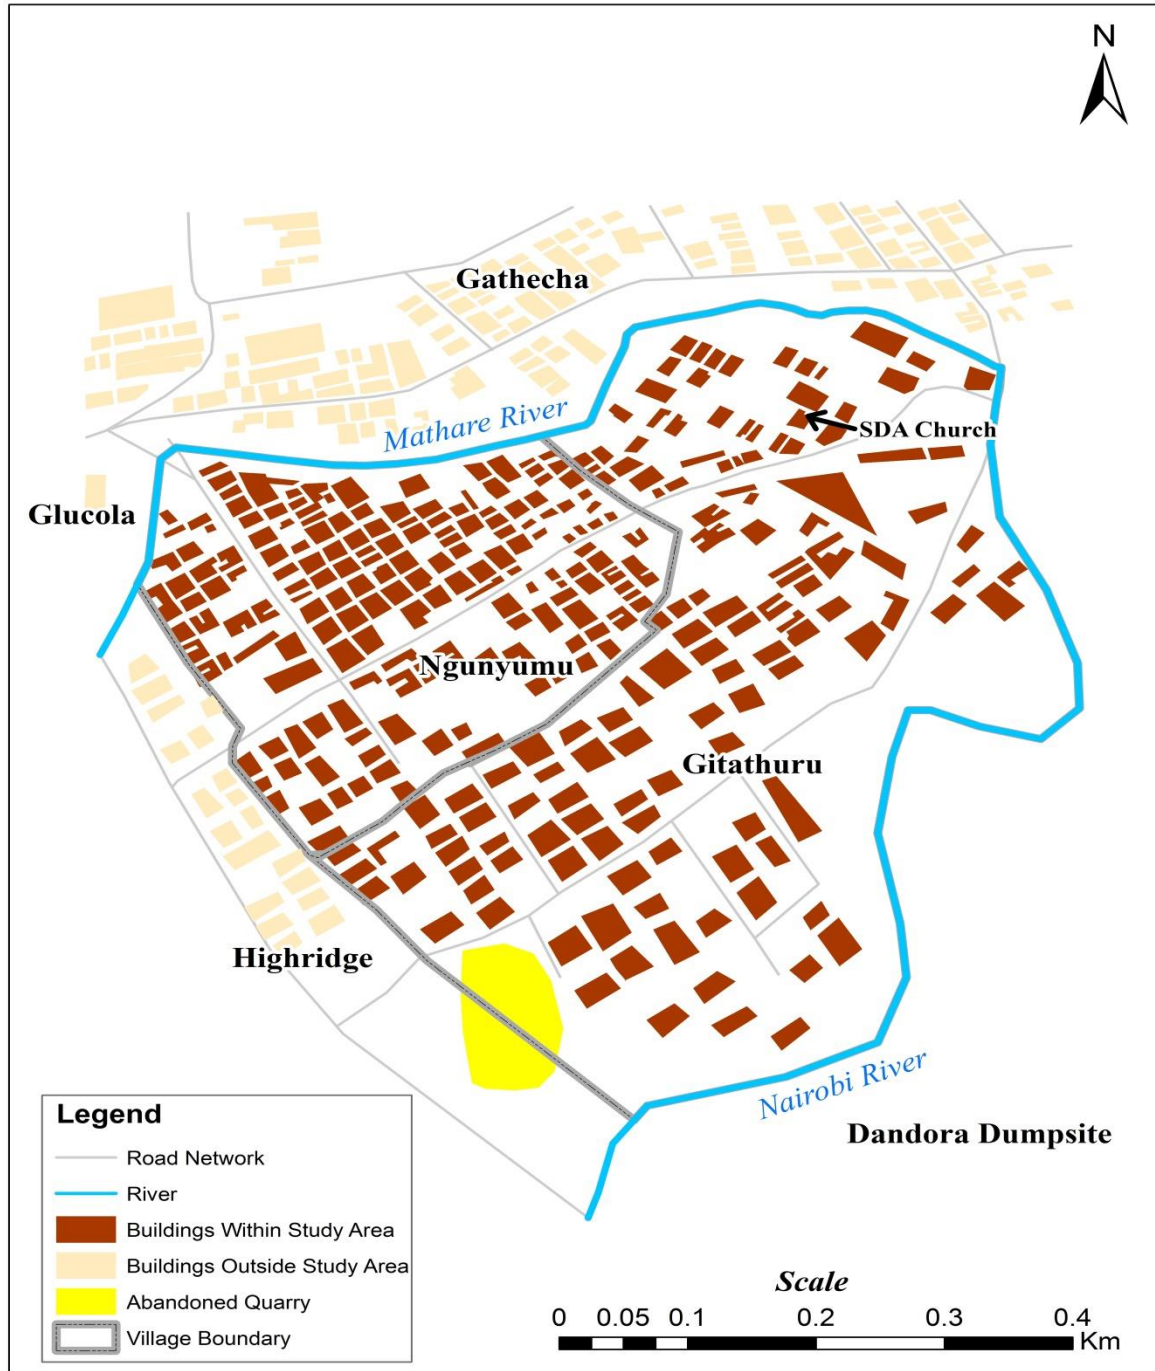 N
Gathecha
Mathare River
SDA Church
Glucola
Ngunyumu
Gitathuru
Highridge
Nairobi River
Dandora Dumpsite
Legend
Road Network
River
Buildings Within Study Area
Buildings Outside Study Area
Abandoned Quarry
Village Boundary
Scale
0 0.05 0.1 0.2 0.3 0.4
Km